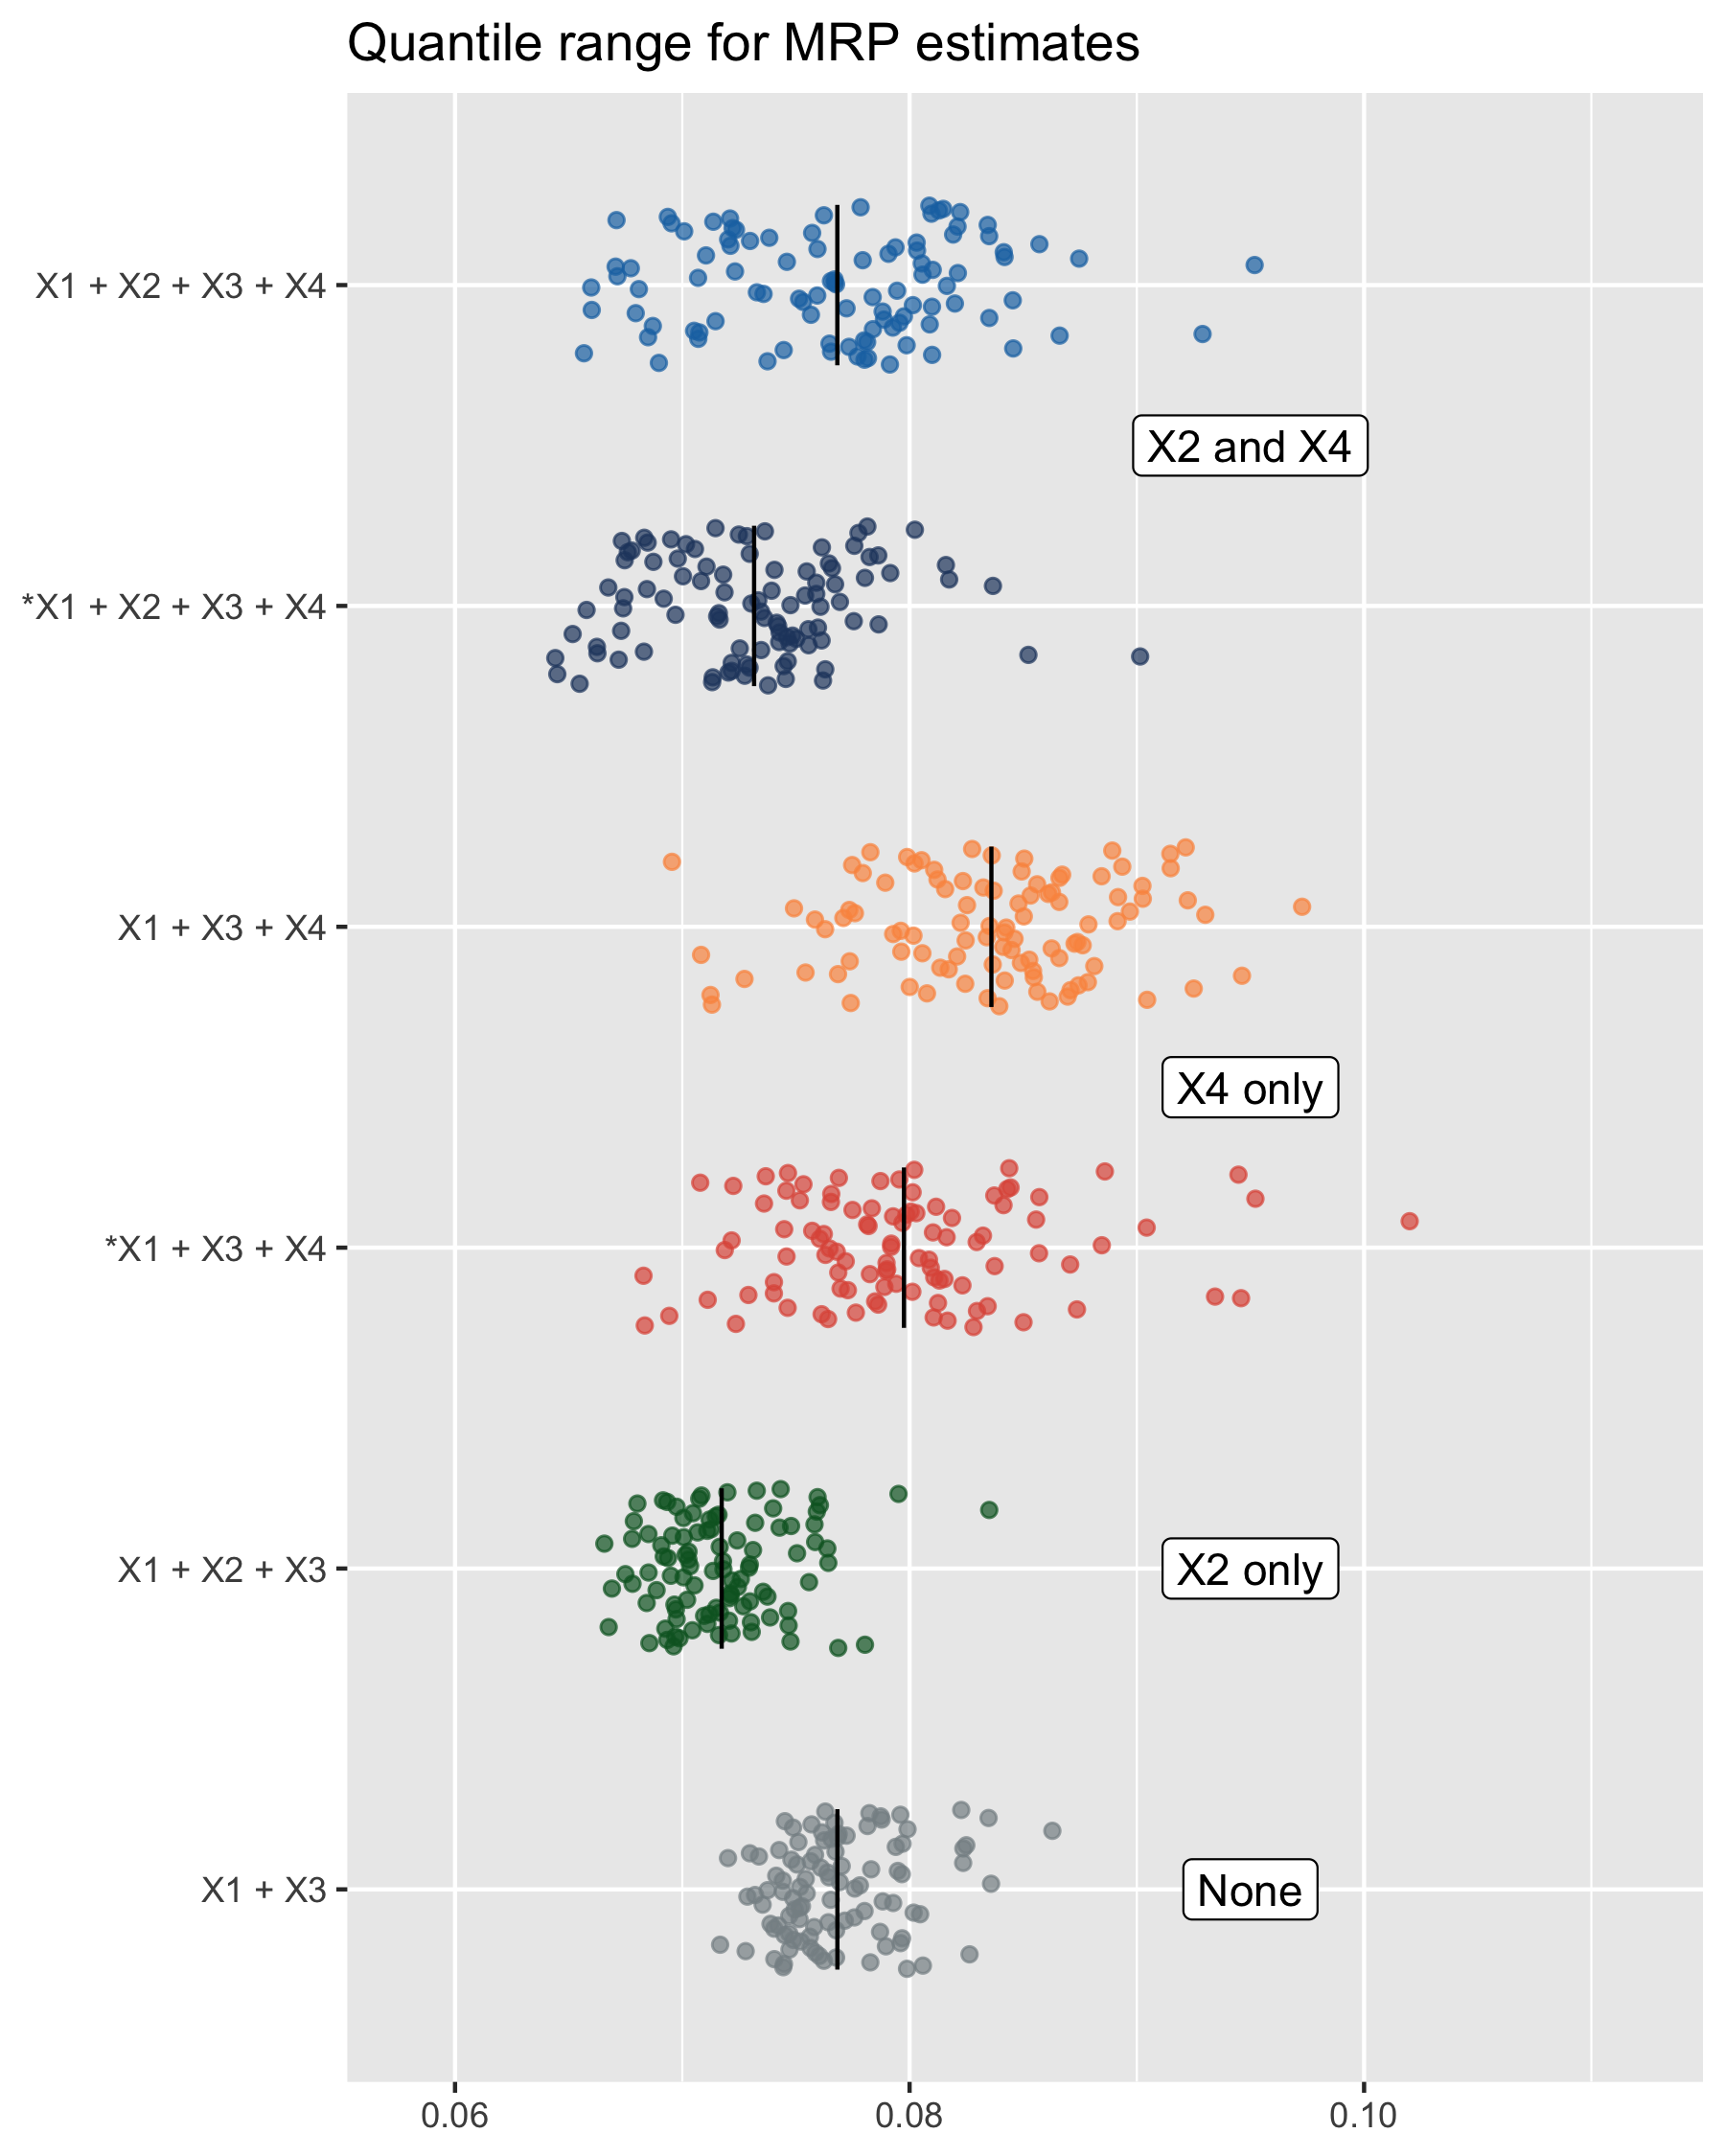 Quantile range for MRP estimates
X1 + X2 + X3 + X4
X2 and X4
*X1 + X2 + X3 + X4
X1 + X3 + X4
X4 only
*X1 + X3 + X4
X1 + X2 + X3
X2 only
X1 + X3
None
0.06
0.08
0.10